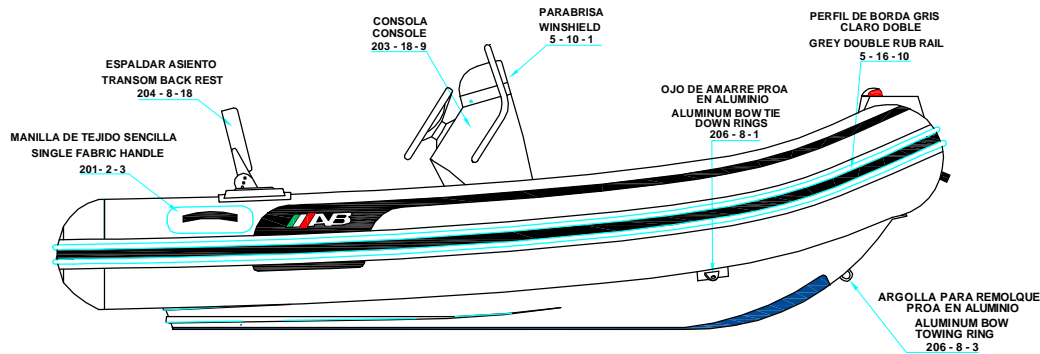 PARABRISA
WINSHIELD
5 - 10 - 1
CONSOLA
CONSOLE
203 - 18 - 9
PERFIL DE BORDA GRIS
CLARO DOBLE
GREY DOUBLE RUB RAIL
5 - 16 - 10
ESPALDAR ASIENTO
TRANSOM BACK REST
204 - 8 - 18
OJO DE AMARRE PROA
EN ALUMINIO
ALUMINUM BOW TIE
DOWN RINGS
206 - 8 - 1
MANILLA DE TEJIDO SENCILLA
SINGLE FABRIC HANDLE
201 - 2 - 3
AB
ARGOLLA PARA REMOLQUE
PROA EN ALUMINIO
ALUMINUM BOW
TOWING RING
206 - 8 - 3